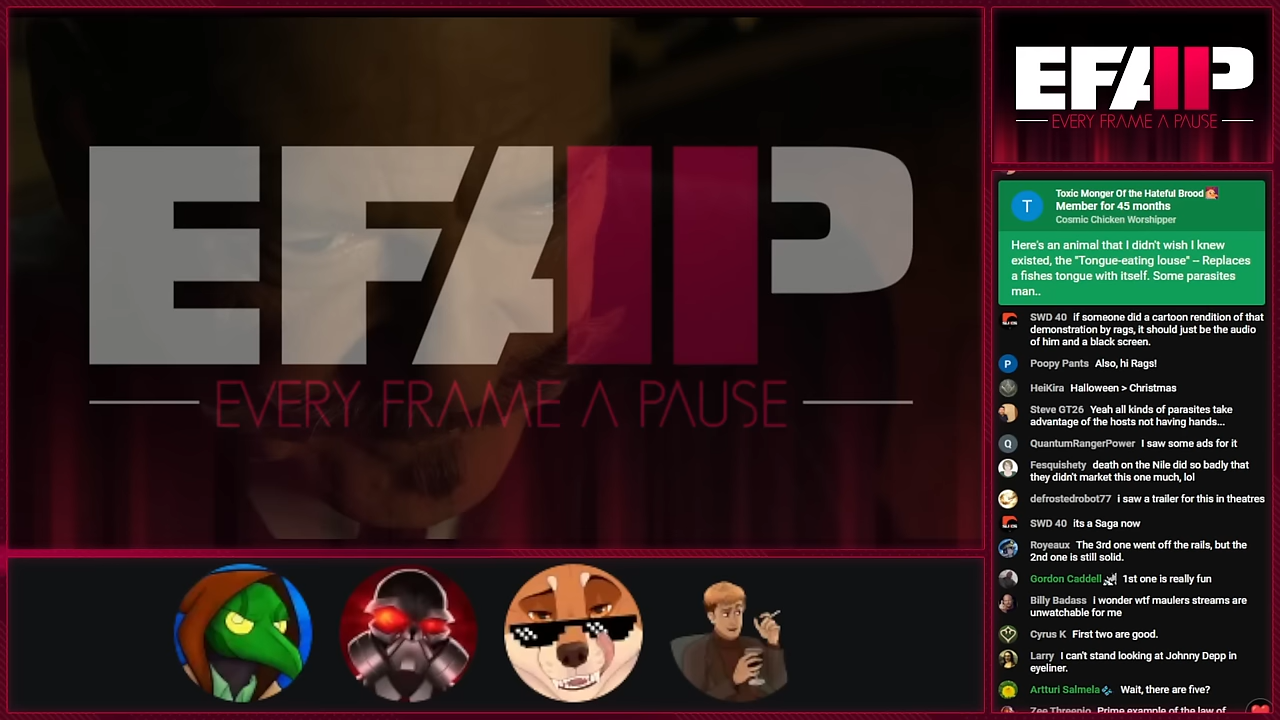 EFAP
EVERY FRAME A PAUSE
EFAP
EVERY FRAME A PAUSE
T
Toxic Monger Of the Hateful Brood
Member for 45 months
Cosmic Chicken Worshipper
Here's an animal that I didn't wish I knew
existed, the "Tongue-eating louse" -- Replaces
a fishes tongue with itself. Some parasites
man..
SWD 40 if someone did a cartoon rendition of that
demonstration by rags, it should just be the audio
of him and a black screen.
P Poopy Pants Also, hi Rags!
HeiKira Halloween > Christmas
Steve GT26 Yeah all kinds of parasites take
advantage of the hosts not having hands...
Q QuantumRangerPower I saw some ads for it
Fesquishety death on the Nile did so badly that
they didn't market this one much, lol
defrostedrobot77 i saw a trailer for this in theatres
SWD 40 its a Saga now
Royeaux The 3rd one went off the rails, but the
2nd one is still solid.
Gordon Caddell 1st one is really fun
Billy Badass I wonder wtf maulers streams are
unwatchable for me
Cyrus K First two are good.
Larry I can't stand looking at Johnny Depp in
eyeliner.
Artturi Salmela Wait, there are five?
Zee Threepio Prime example of the law of